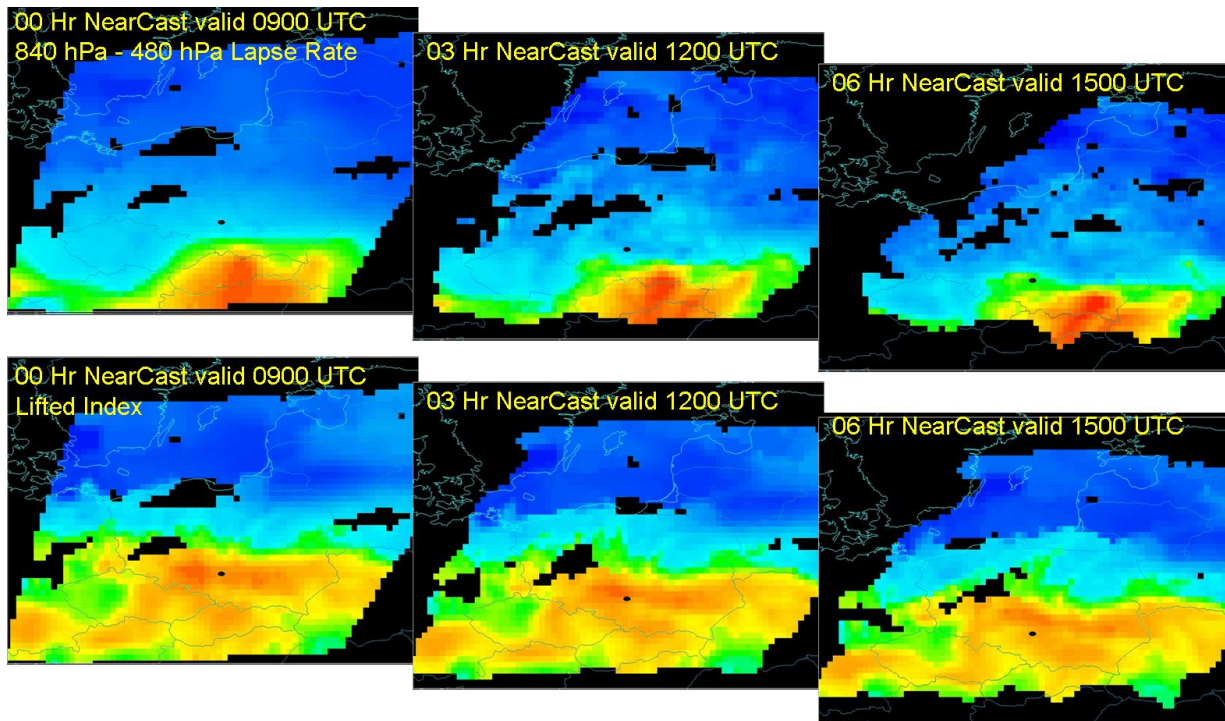 00 Hr NearCast valid 0900 UTC
840 hPa - 480 hPa Lapse Rate
03 Hr NearCast valid 1200 UTC
06 Hr NearCast valid 1500 UTC
00 Hr NearCast valid 0900 UTC
Lifted Index
03 Hr NearCast valid 1200 UTC
06 Hr NearCast valid 1500 UTC